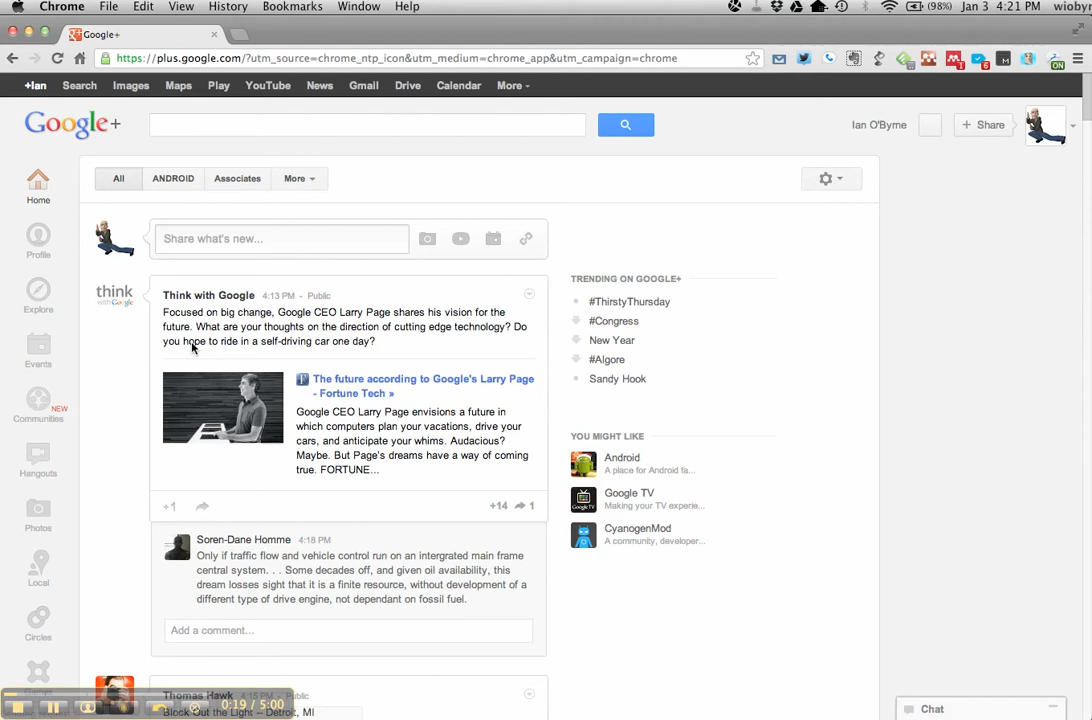 Chrome File Edit View History Bookmarks Window Help (98%) Jan 3 4:21 PM wiobyr
Google+
https://plus.google.com/?utm_source=chrome_ntp_icon&utm_medium=chrome_app&utm_campaign=chrome
1 6 M ON
+Ian Search Images Maps Play YouTube News Gmail Drive Calendar More
Google+ Ian O'Byrne + Share
All ANDROID Associates More
Home
Share what's new...
Profile
think with Google
Think with Google 4:13 PM - Public
Focused on big change, Google CEO Larry Page shares his vision for the
future. What are your thoughts on the direction of cutting edge technology? Do
you hope to ride in a self-driving car one day?
TRENDING ON GOOGLE+
#ThirstyThursday
#Congress
New Year
#Algore
Sandy Hook
Explore
Events
F The future according to Google's Larry Page
- Fortune Tech »
Google CEO Larry Page envisions a future in
which computers plan your vacations, drive your
cars, and anticipate your whims. Audacious?
Maybe. But Page's dreams have a way of coming
true. FORTUNE...
NEW
Communities
Hangouts
YOU MIGHT LIKE
Android
A place for Android fa...
Google TV
Making your TV experie...
CyanogenMod
A community, developer...
+1 +14 1
Photos
Soren-Dane Homme 4:18 PM
Only if traffic flow and vehicle control run on an intergrated main frame
central system. . . Some decades off, and given oil availability, this
dream losses sight that it is a finite resource, without development of a
different type of drive engine, not dependant on fossil fuel.
Local
Circles
Add a comment...
Games
Thomas Hawk 4:15 PM - Public
Block Out the Light -- Detroit, MI
0:19 / 5:00
Chat